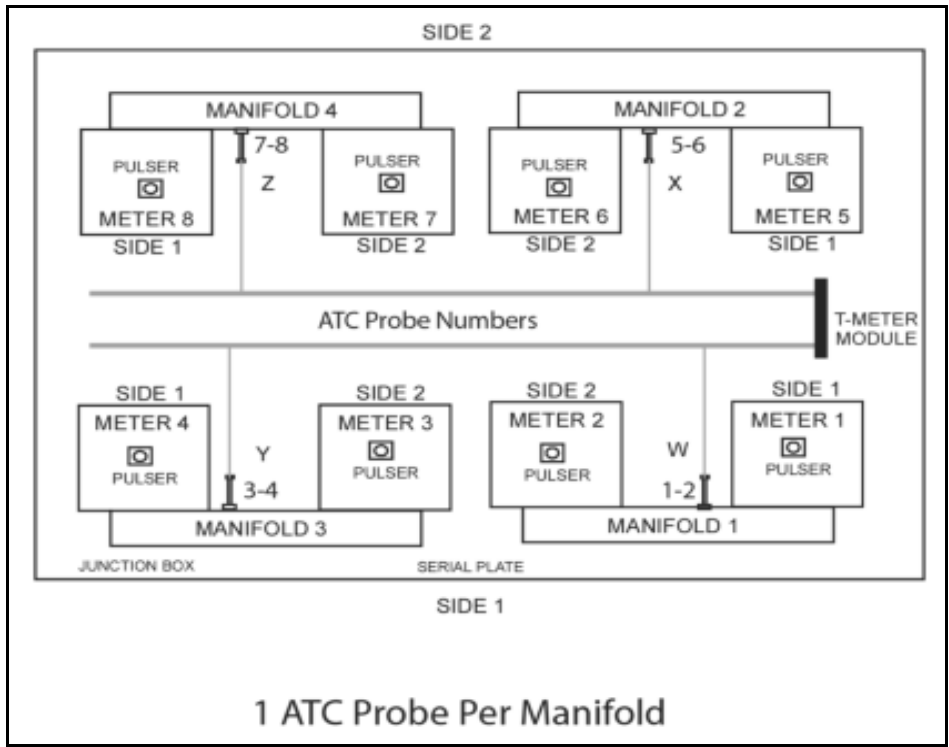 SIDE 2
MANIFOLD 4
MANIFOLD 2
7-8
5-6
PULSER
PULSER
PULSER
PULSER
Z
X
METER 8
METER 7
METER 6
METER 5
SIDE 1
SIDE 2
SIDE 2
SIDE 1
ATC Probe Numbers
T-METER
MODULE
SIDE 1
SIDE 2
SIDE 2
SIDE 1
METER 4
METER 3
METER 2
METER 1
Y
W
PULSER
PULSER
PULSER
PULSER
3-4
1-2
MANIFOLD 3
MANIFOLD 1
JUNCTION BOX
SERIAL PLATE
SIDE 1
1 ATC Probe Per Manifold